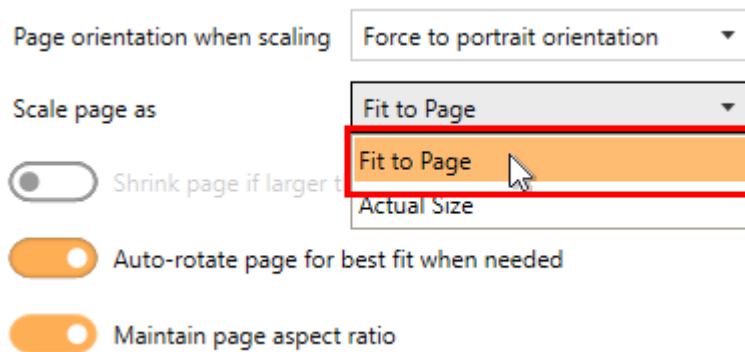 Page orientation when scaling Force to portrait orientation
Scale page as Fit to Page
Fit to Page
Shrink page if larger
Actual Size
Auto-rotate page for best fit when needed
Maintain page aspect ratio